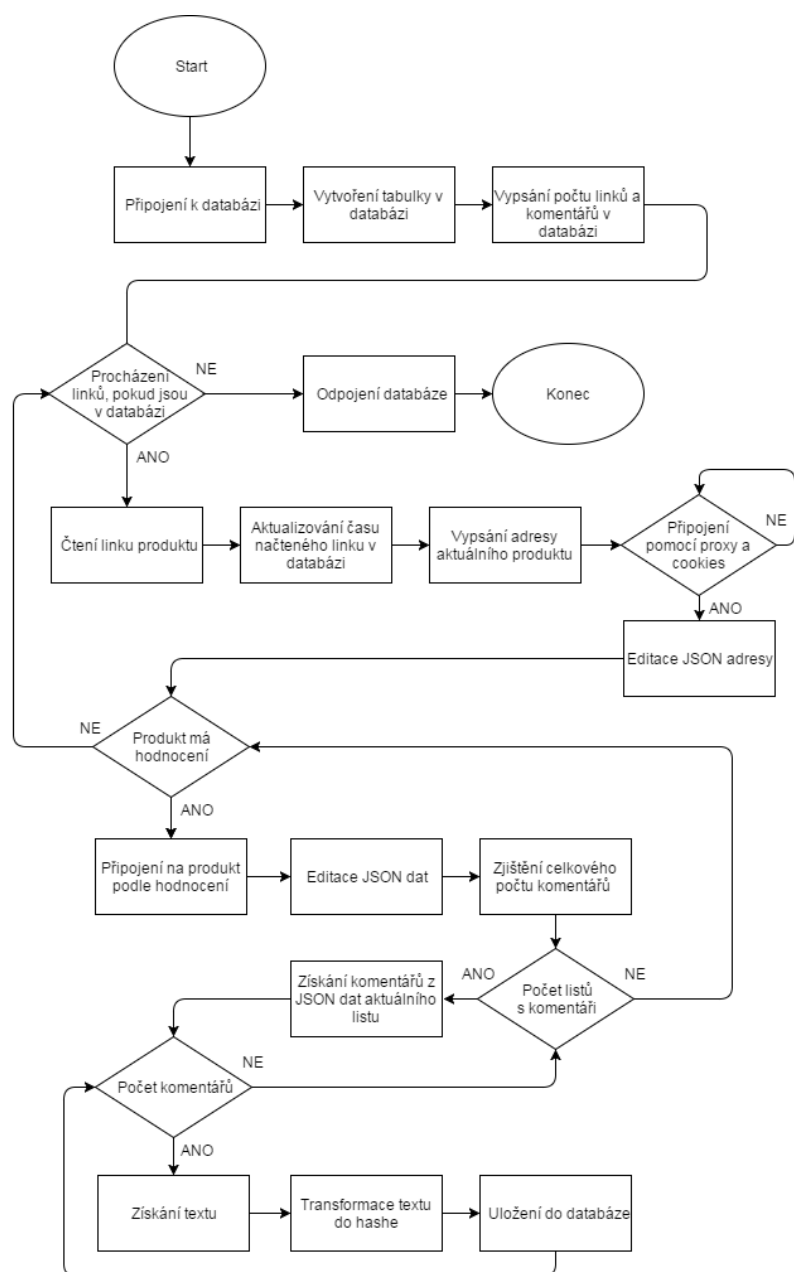 Start
Připojení k databázi
Vytvoření tabulky v
databázi
Vypsání počtu linků a
komentářů v
databázi
Procházení
linků, pokud jsou
v databázi
NE
Odpojení databáze
Konec
ANO
Čtení linku produktu
Aktualizování času
načteného linku v
databázi
Vypsání adresy
aktuálního produktu
Připojení
pomocí proxy a
cookies
NE
ANO
Editace JSON adresy
NE
Produkt má
hodnocení
ANO
Připojení na produkt
podle hodnocení
Editace JSON dat
Zjištění celkového
počtu komentářů
Získání komentářů z
JSON dat aktuálního
listu
ANO
Počet listů
s komentáři
NE
Počet komentářů
NE
ANO
Získání textu
Transformace textu
do hashe
Uložení do databáze